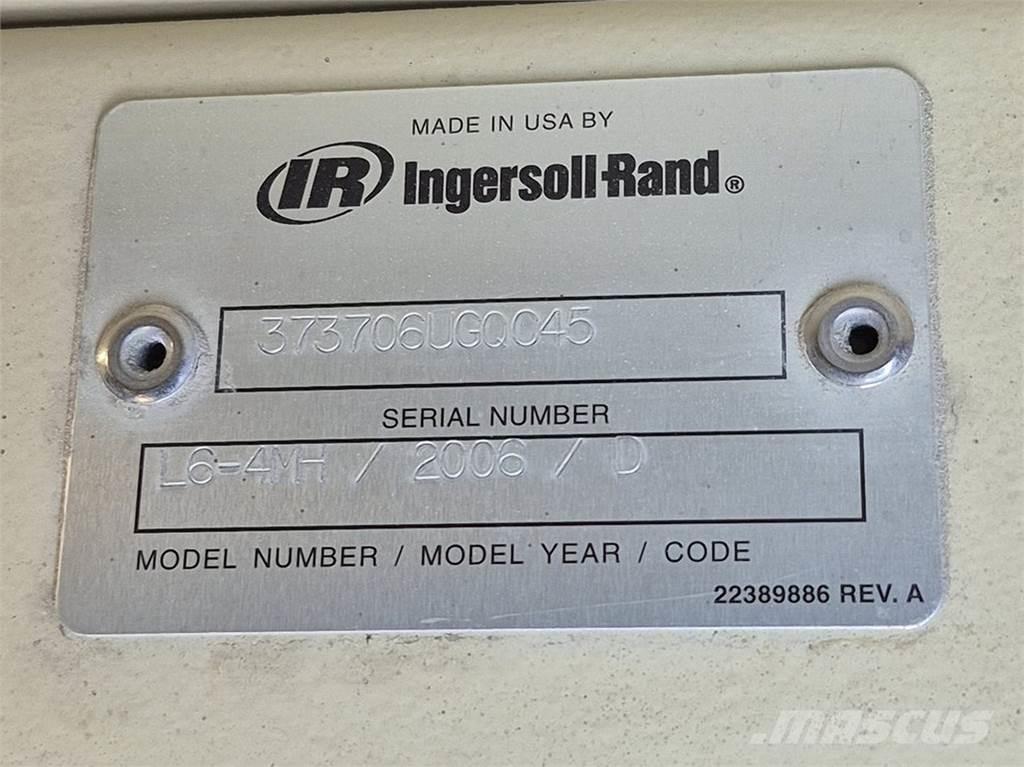 MADE IN USA BY
IR Ingersoll-Rand®
373706UGQC45
SERIAL NUMBER
L6-4MH / 2006 / D
MODEL NUMBER / MODEL YEAR / CODE
22389886 REV. A
mascus